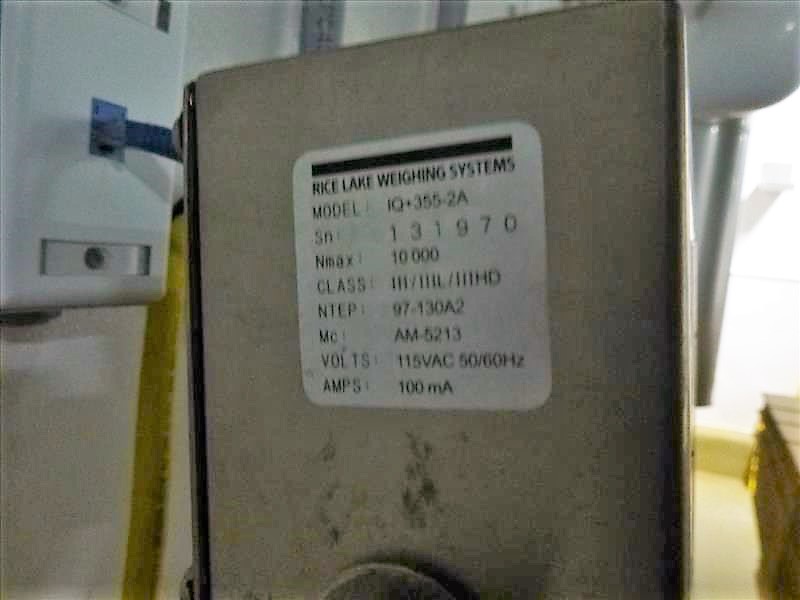 RICE LAKE WEIGHING SYSTEMS
MODEL: IQ+355-2A
Sn: 131970
Nmax: 10 000
CLASS: III/IIIL/IIIHD
NTEP: 97-130A2
Mc: AM-5213
VOLTS: 115VAC 50/60Hz
AMPS: 100 mA